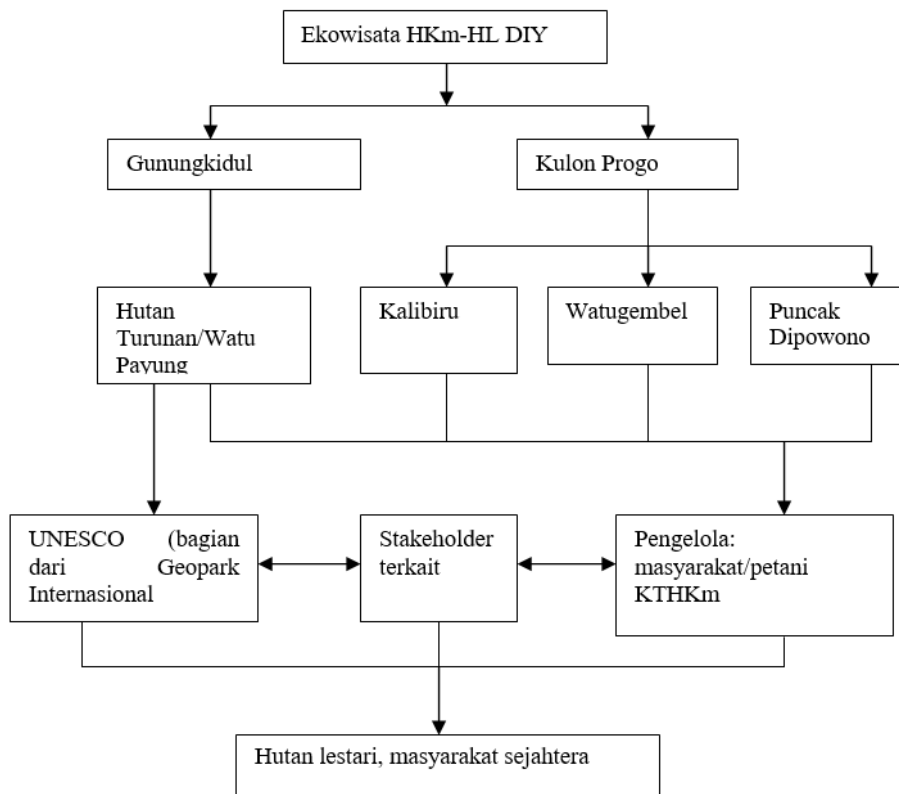 Ekowisata HKm-HL DIY
Gunungkidul
Kulon Progo
Hutan
Turunan/Watu
Payung
Kalibiru
Watugembel
Puncak
Dipowono
UNESCO (bagian
dari Geopark
Internasional
Stakeholder
terkait
Pengelola:
masyarakat/petani
KTHKm
Hutan lestari, masyarakat sejahtera